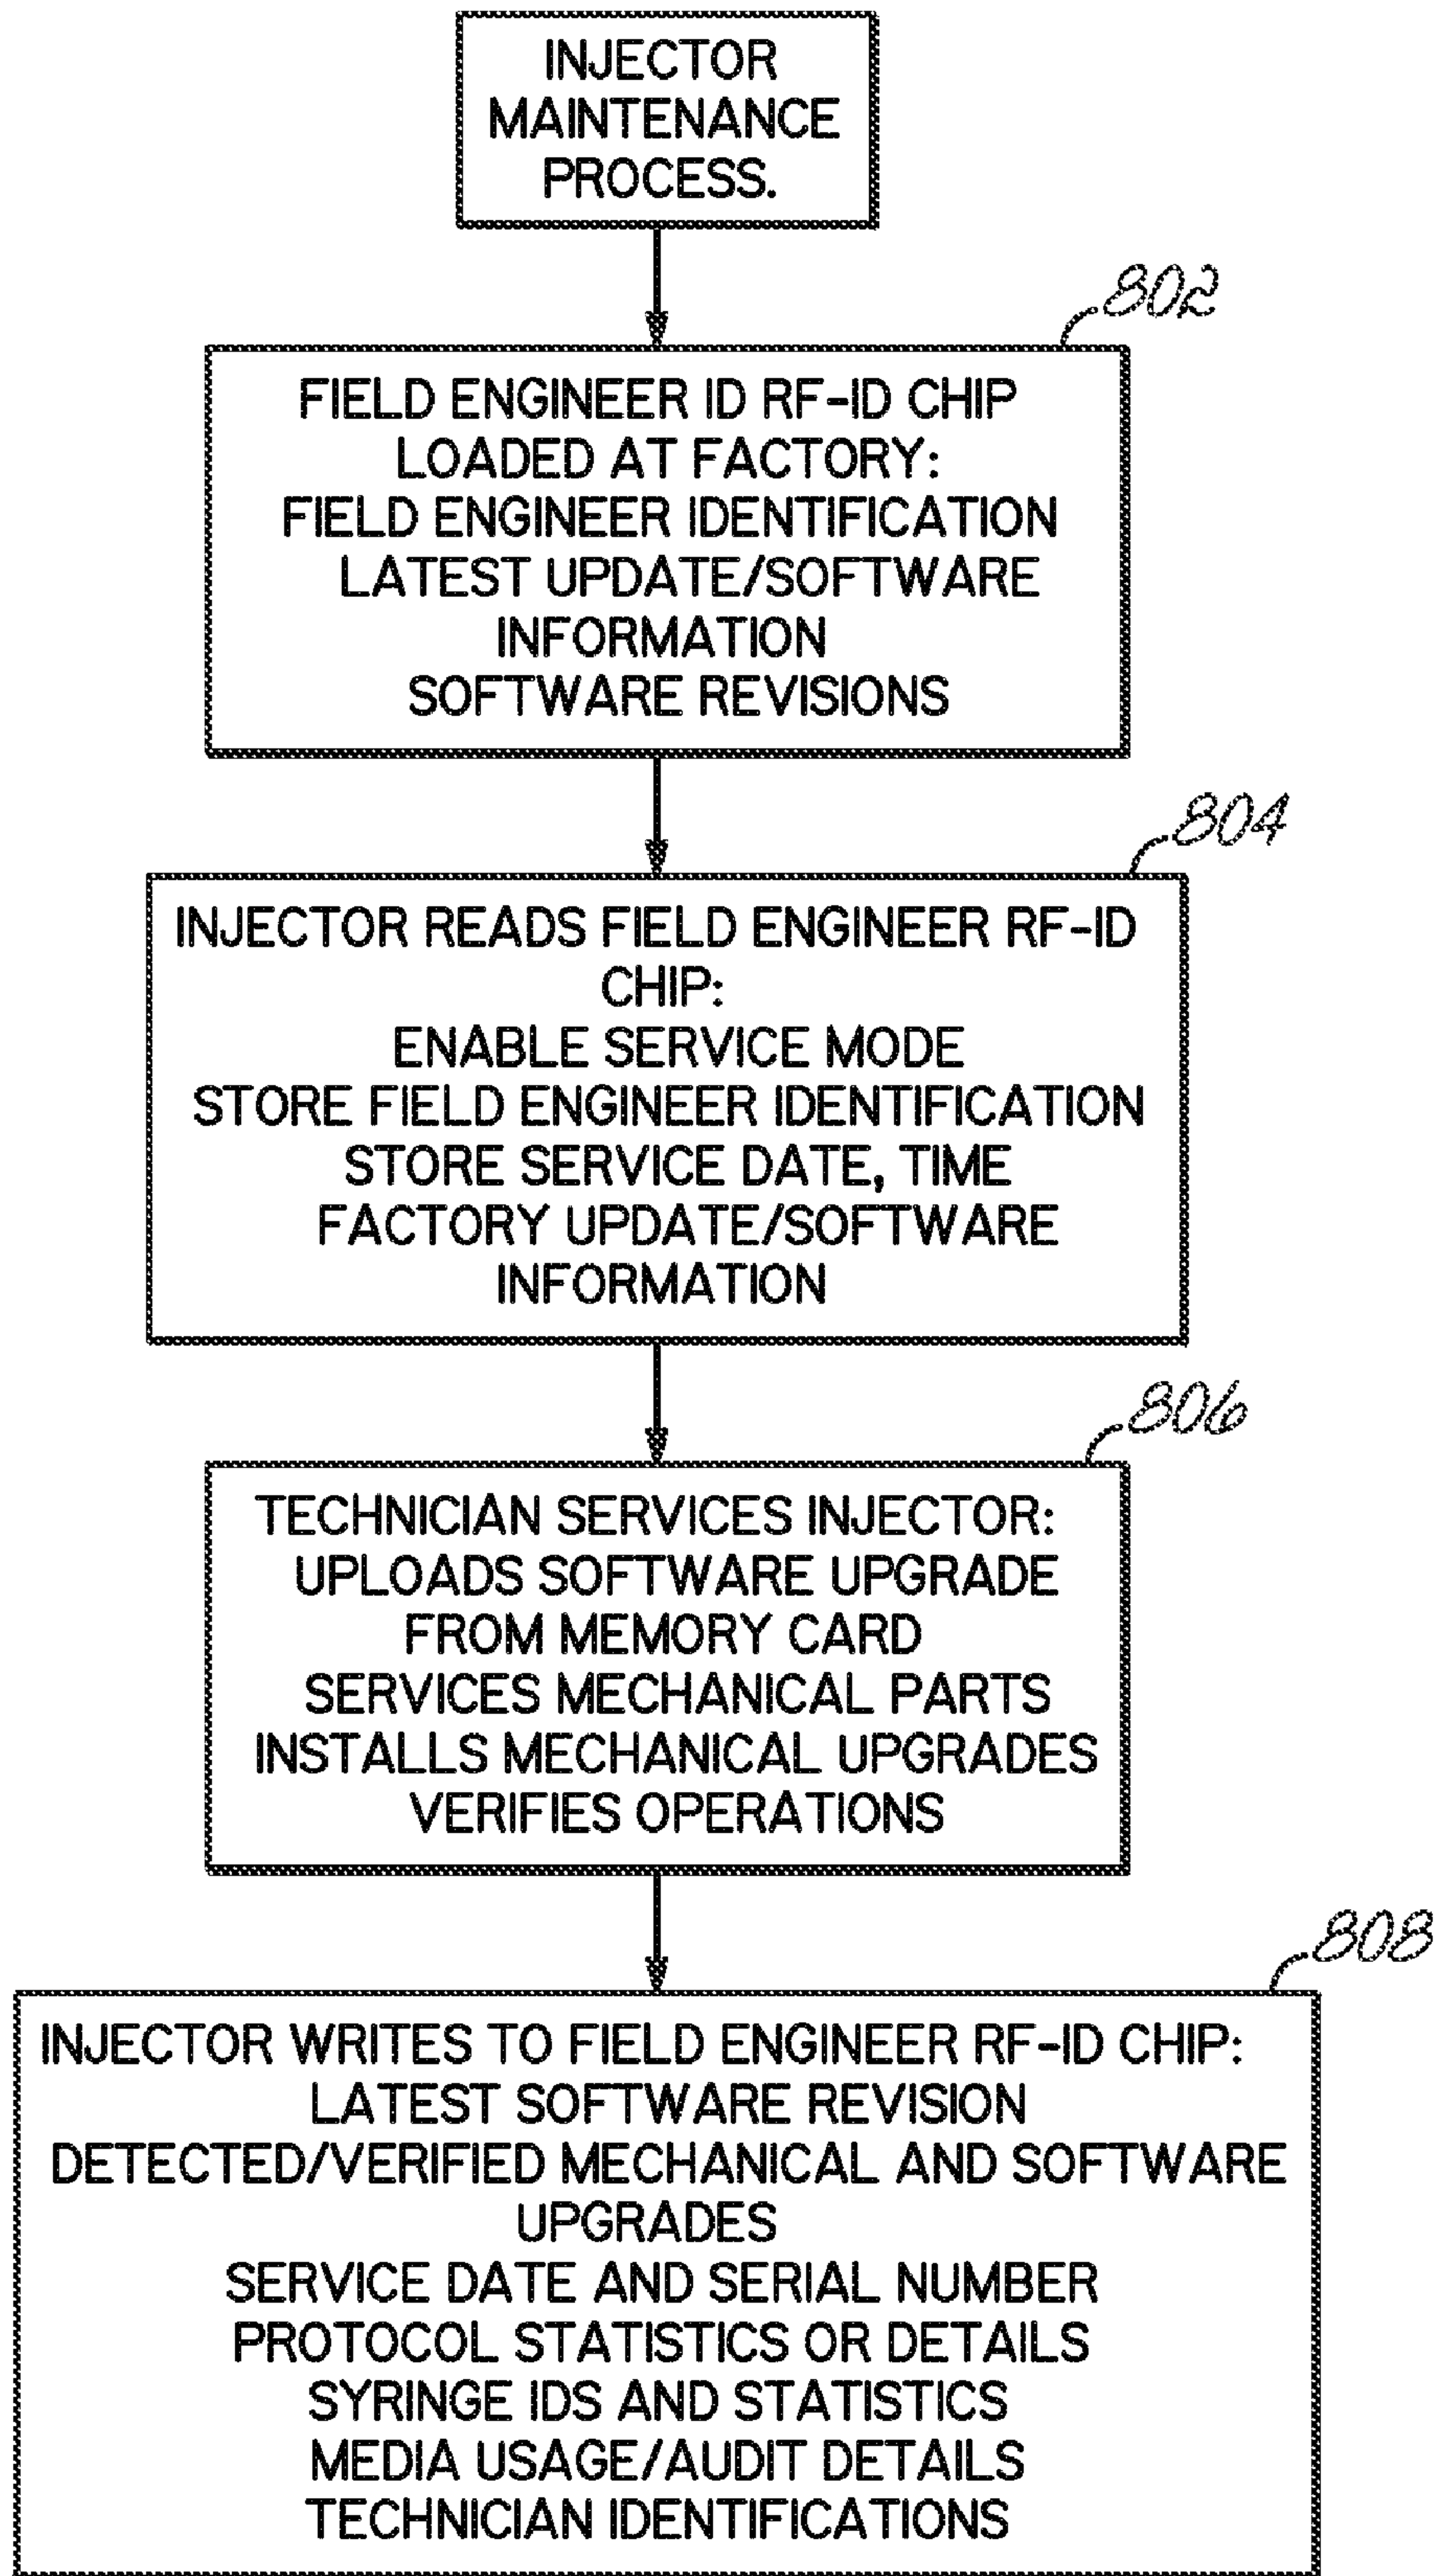 INJECTOR
MAINTENANCE
PROCESS.
802
FIELD ENGINEER ID RF-ID CHIP
LOADED AT FACTORY:
FIELD ENGINEER IDENTIFICATION
LATEST UPDATE/SOFTWARE
INFORMATION
SOFTWARE REVISIONS
804
INJECTOR READS FIELD ENGINEER RF-ID
CHIP:
ENABLE SERVICE MODE
STORE FIELD ENGINEER IDENTIFICATION
STORE SERVICE DATE, TIME
FACTORY UPDATE/SOFTWARE
INFORMATION
806
TECHNICIAN SERVICES INJECTOR:
UPLOADS SOFTWARE UPGRADE
FROM MEMORY CARD
SERVICES MECHANICAL PARTS
INSTALLS MECHANICAL UPGRADES
VERIFIES OPERATIONS
808
INJECTOR WRITES TO FIELD ENGINEER RF-ID CHIP:
LATEST SOFTWARE REVISION
DETECTED/VERIFIED MECHANICAL AND SOFTWARE
UPGRADES
SERVICE DATE AND SERIAL NUMBER
PROTOCOL STATISTICS OR DETAILS
SYRINGE IDS AND STATISTICS
MEDIA USAGE/AUDIT DETAILS
TECHNICIAN IDENTIFICATIONS